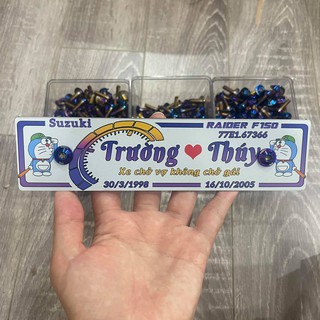 Suzuki RAIDER F150
77E1.67366
Trường ❤ Thúy
Xe chở vợ không chở gái
30/3/1998 16/10/2005